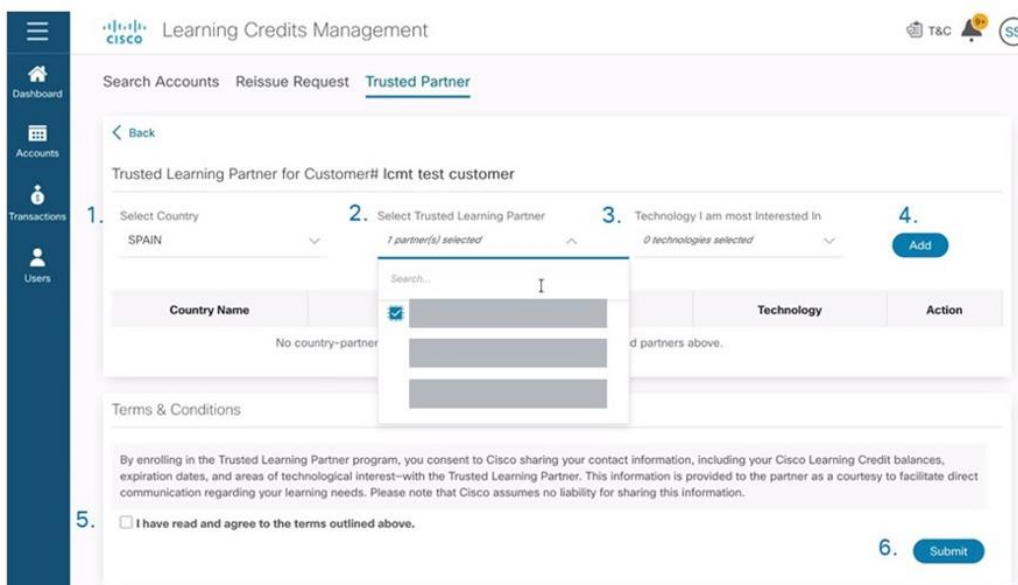 CISCO Learning Credits Management
T&C 9+ SS
Search Accounts Reissue Request Trusted Partner
Dashboard
Accounts
Transactions
Users
Back
Trusted Learning Partner for Customer# lcmt test customer
1. Select Country
SPAIN
2. Select Trusted Learning Partner
1 partner(s) selected
Search...
3. Technology I am most Interested In
0 technologies selected
4.
Add
Country Name Technology Action
No country-partner d partners above.
Terms & Conditions
By enrolling in the Trusted Learning Partner program, you consent to Cisco sharing your contact information, including your Cisco Learning Credit balances,
expiration dates, and areas of technological interest—with the Trusted Learning Partner. This information is provided to the partner as a courtesy to facilitate direct
communication regarding your learning needs. Please note that Cisco assumes no liability for sharing this information.
5. I have read and agree to the terms outlined above.
6. Submit